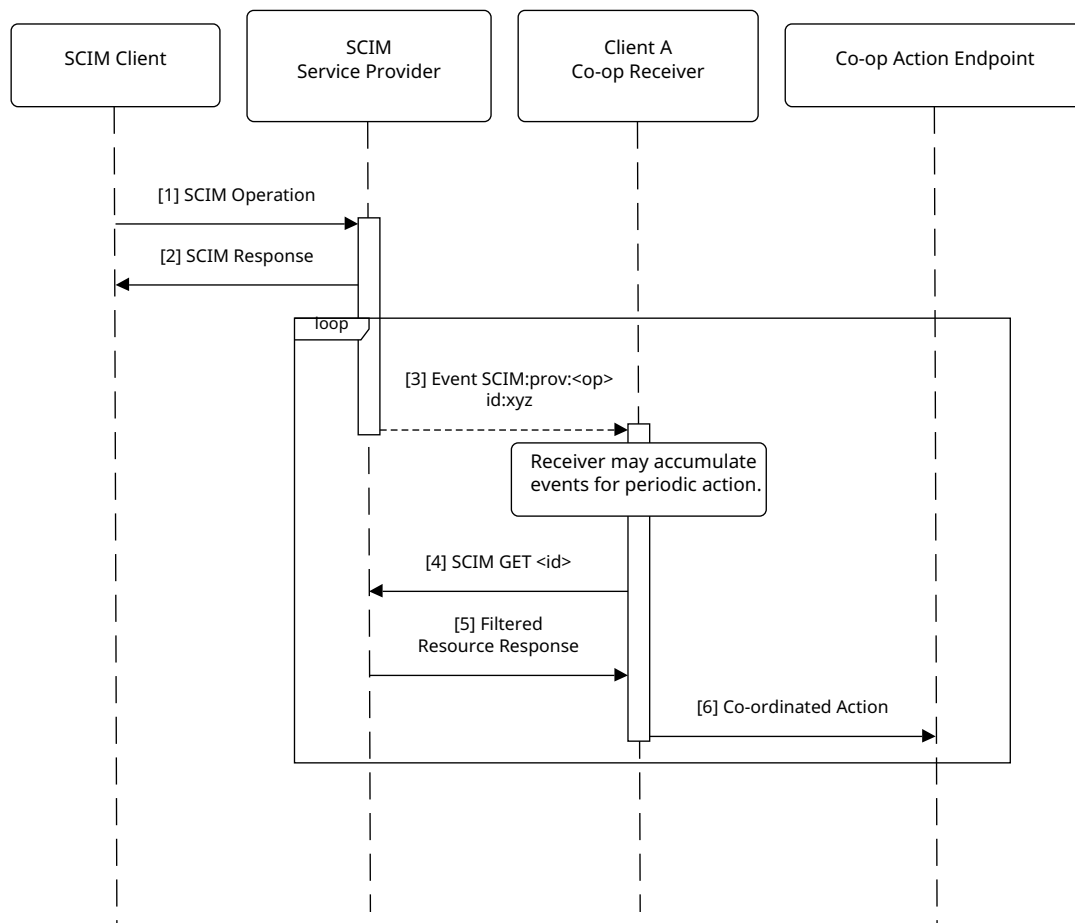 SCIM Client
SCIM
Service Provider
Client A
Co-op Receiver
Co-op Action Endpoint
[1] SCIM Operation
[2] SCIM Response
loop
[3] Event SCIM:prov:<op>
id:xyz
Receiver may accumulate
events for periodic action.
[4] SCIM GET <id>
[5] Filtered
Resource Response
[6] Co-ordinated Action